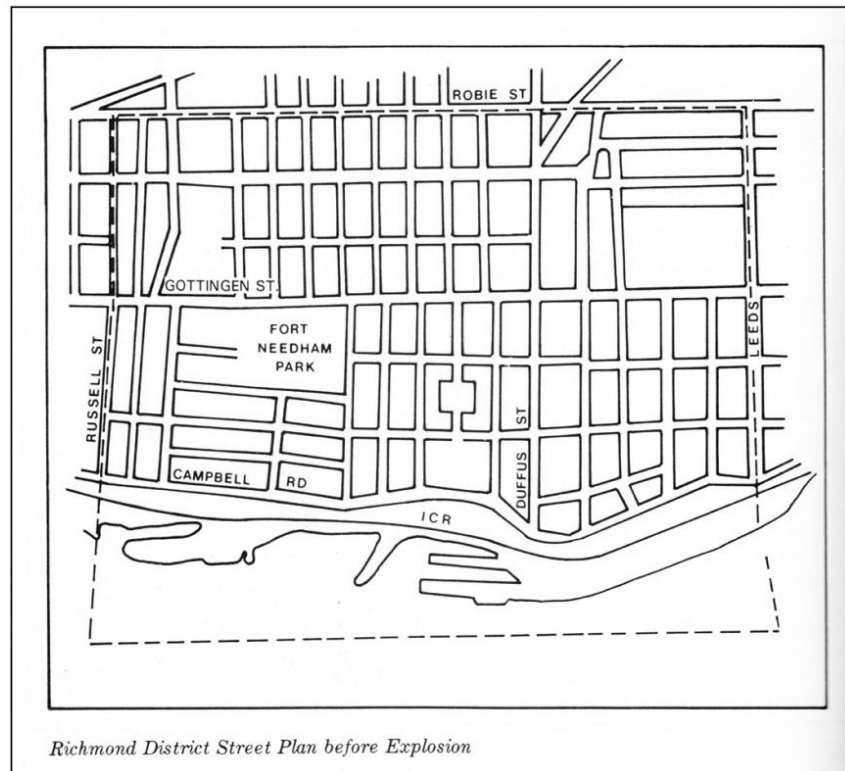 ROBIE ST
GOTTINGEN ST.
FORT
NEEDHAM
PARK
RUSSELL ST
LEEDS
DUFFUS ST
CAMPBELL RD
ICR
Richmond District Street Plan before Explosion